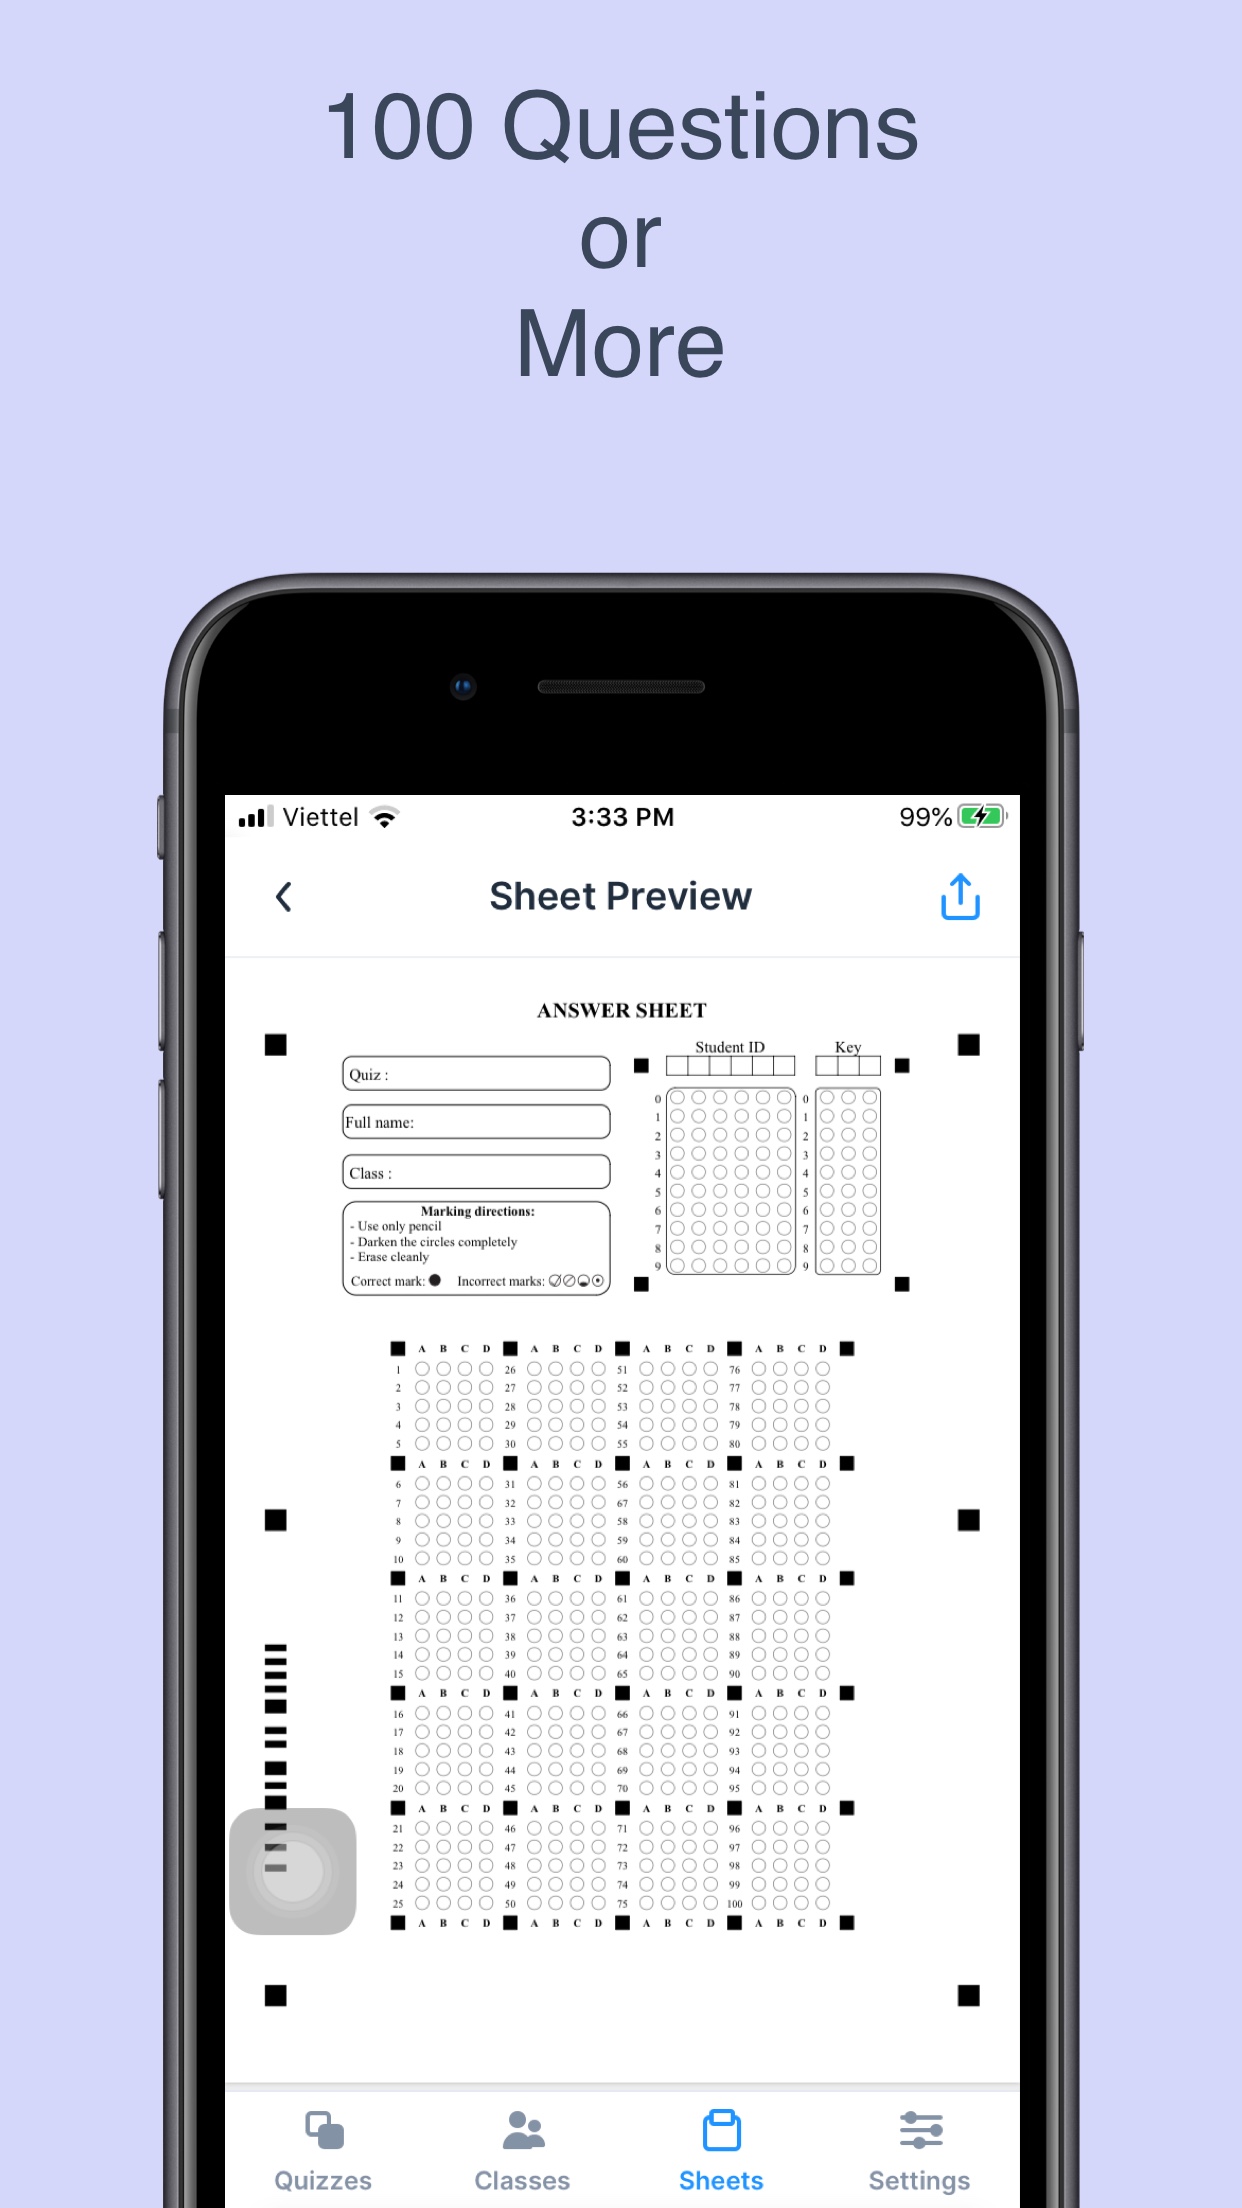 100 Questions
or
More
Viettel
3:33 PM
99%
Sheet Preview
ANSWER SHEET
Student ID Key
Quiz :
Full name:
Class :
Marking directions:
- Use only pencil
- Darken the circles completely
- Erase cleanly
Correct mark: Incorrect marks:
0 0
1 1
2 2
3 3
4 4
5 5
6 6
7 7
8 8
9 9
A B C D A B C D A B C D A B C D
1 26 51 76
2 27 52 77
3 28 53 78
4 29 54 79
5 30 55 80
A B C D A B C D A B C D A B C D
6 31 56 81
7 32 67 82
8 33 58 83
9 34 59 84
10 35 60 85
A B C D A B C D A B C D A B C D
11 36 61 86
12 37 62 87
13 38 63 88
14 39 64 89
15 40 65 90
A B C D A B C D A B C D A B C D
16 41 66 91
17 42 67 92
18 43 68 93
19 44 69 94
20 45 70 95
A B C D A B C D A B C D A B C D
21 46 71 96
22 47 72 97
23 48 73 98
24 49 74 99
25 50 75 100
A B C D A B C D A B C D A B C D
Quizzes
Classes
Sheets
Settings